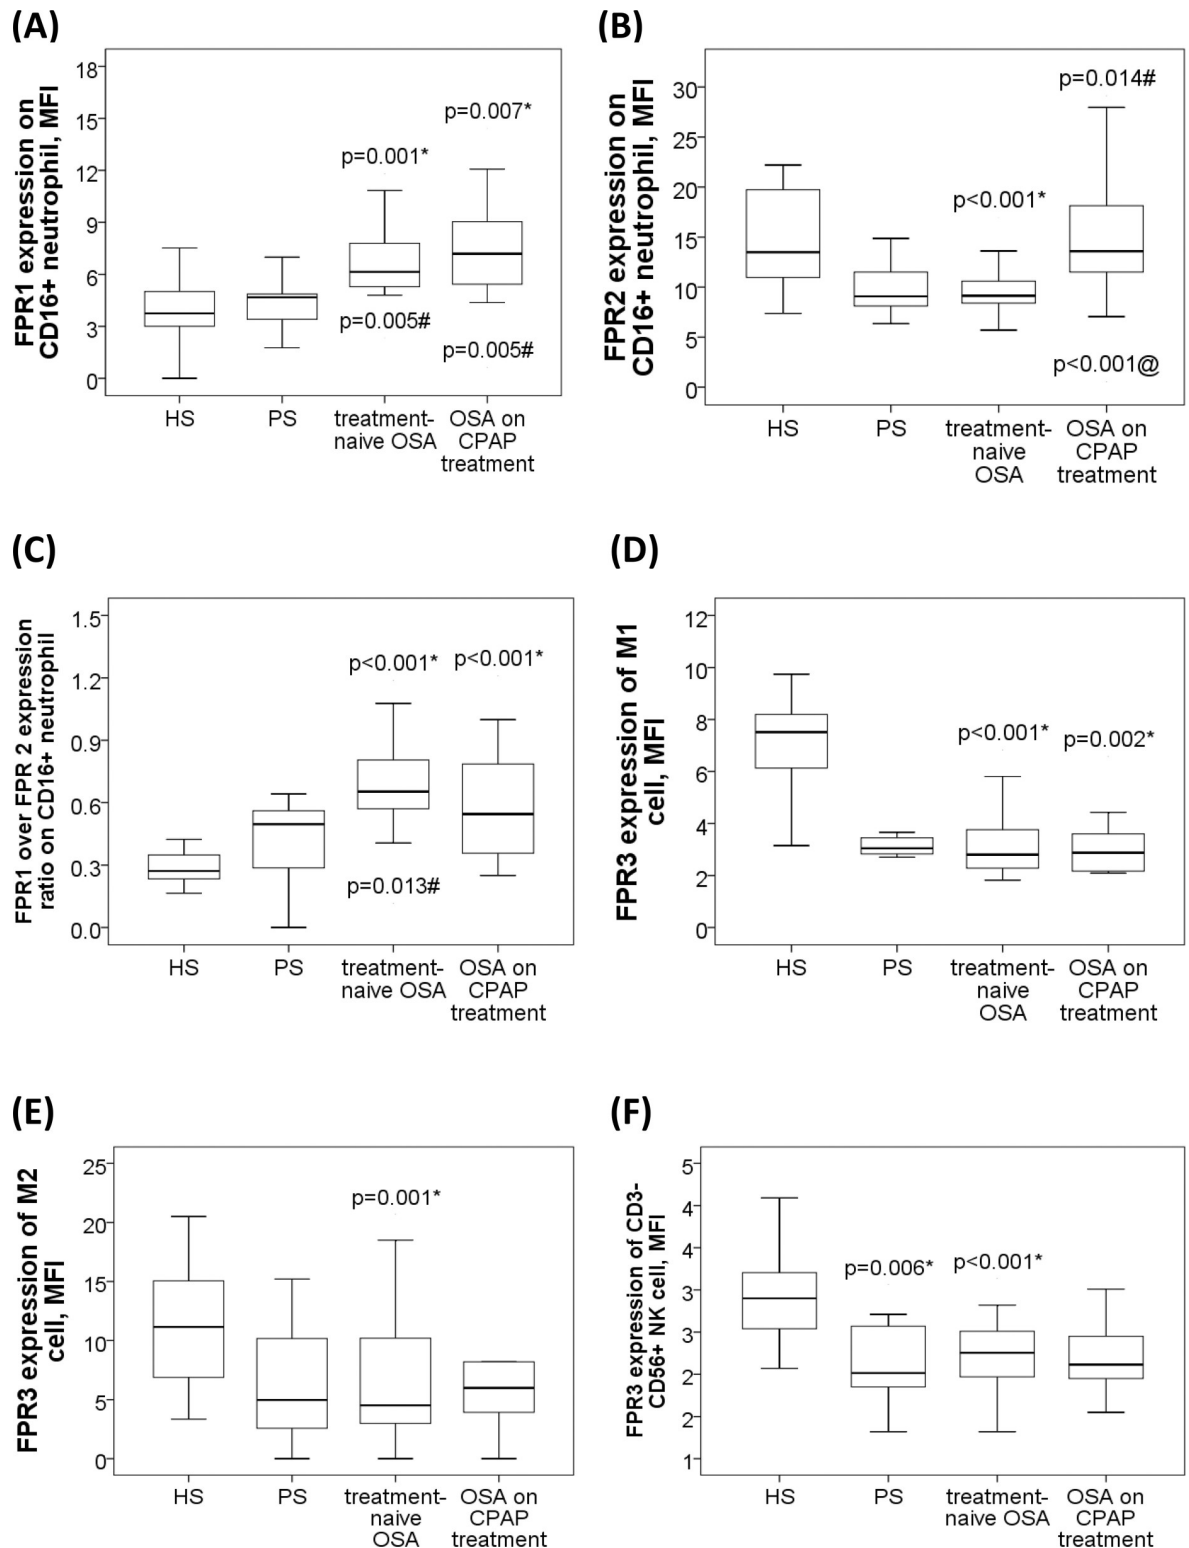 (A)
FPR1 expression on
CD16+ neutrophil, MFI
18
15
12
9
6
3
0
p=0.001*
p=0.007*
p=0.005#
p=0.005#
HS
PS
treatment-
naive OSA
OSA on
CPAP
treatment
(B)
FPR2 expression on
CD16+ neutrophil, MFI
30
25
20
15
10
5
0
p<0.001*
p=0.014#
p<0.001@
HS
PS
treatment-
naive
OSA
OSA on
CPAP
treatment
(C)
FPR1 over FPR 2 expression
ratio on CD16+ neutrophil
1.5
1.2
0.9
0.6
0.3
0.0
p<0.001*
p<0.001*
p=0.013#
HS
PS
treatment-
naive OSA
OSA on
CPAP
treatment
(D)
FPR3 expression of M1
cell, MFI
12
10
8
6
4
2
0
p<0.001*
p=0.002*
HS
PS
treatment-
naive
OSA
OSA on
CPAP
treatment
(E)
FPR3 expression of M2
cell, MFI
25
20
15
10
5
0
p=0.001*
HS
PS
treatment-
naive
OSA
OSA on
CPAP
treatment
(F)
FPR3 expression of CD3-
CD56+ NK cell, MFI
5
4
4
3
3
2
2
1
p=0.006*
p<0.001*
HS
PS
treatment-
naive OSA
OSA on
CPAP
treatment